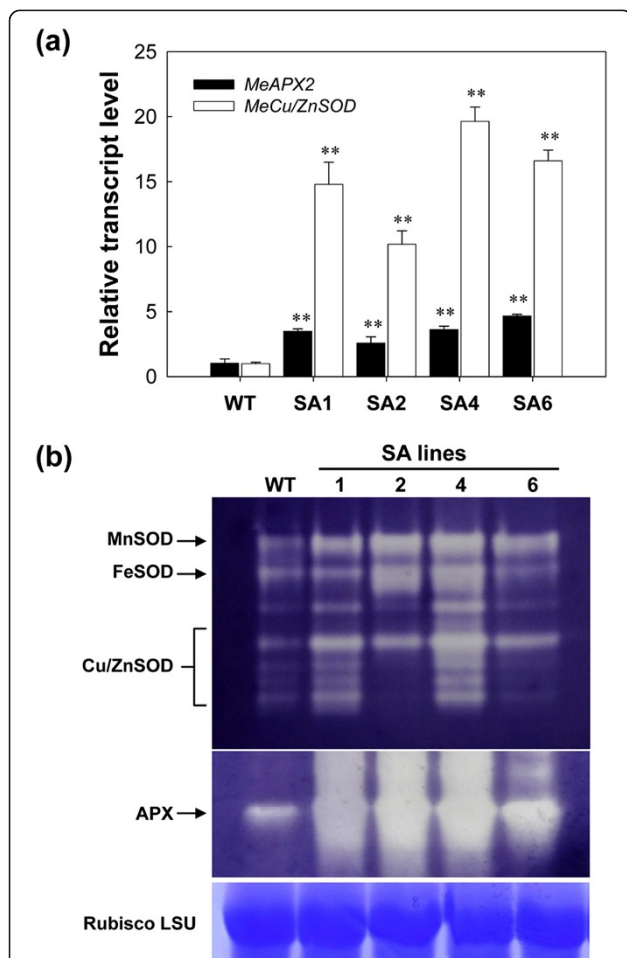 (a)
Relative transcript level
25
20
15
10
5
0
MeAPX2
MeCu/ZnSOD
**
**
**
**
**
**
**
**
WT SA1 SA2 SA4 SA6
(b)
SA lines
WT 1 2 4 6
MnSOD
FeSOD
Cu/ZnSOD
APX
Rubisco LSU